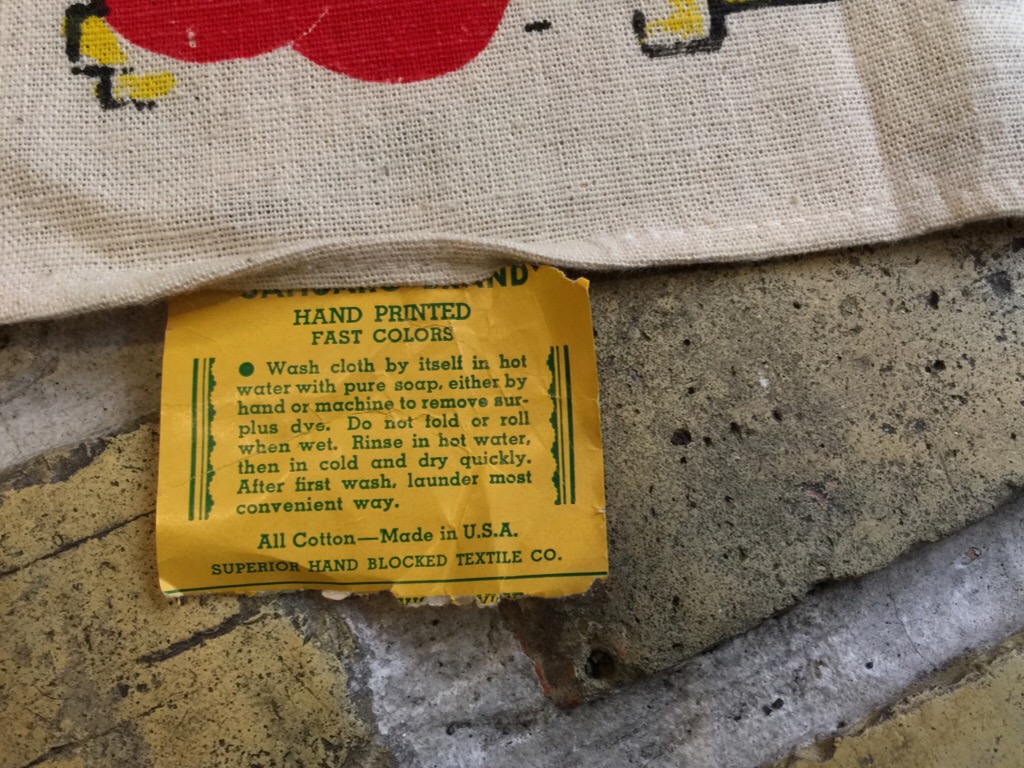 BRAND
HAND PRINTED
FAST COLORS
● Wash cloth by itself in hot
water with pure soap, either by
hand or machine to remove sur-
plus dye. Do not fold or roll
when wet. Rinse in hot water,
then in cold and dry quickly.
After first wash, launder most
convenient way.
All Cotton—Made in U.S.A.
SUPERIOR HAND BLOCKED TEXTILE CO.